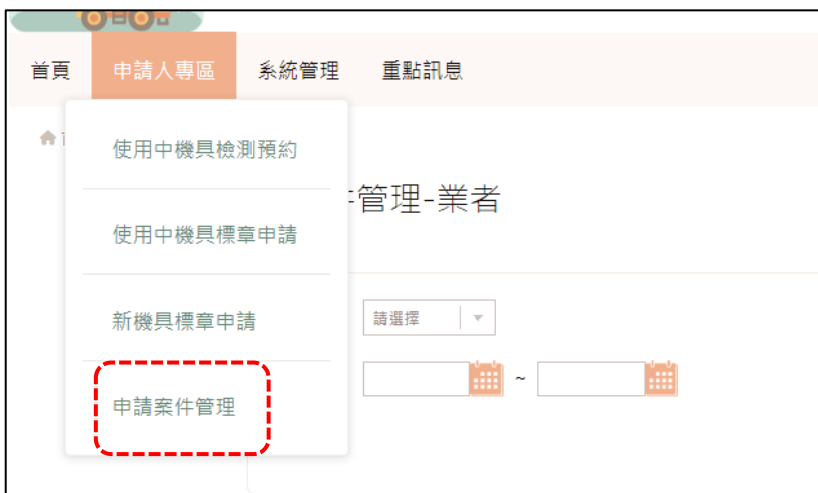 首頁 申請人專區 系統管理 重點訊息
使用中機具檢測預約
管理-業者
使用中機具標章申請
新機具標章申請
請選擇
~
申請案件管理